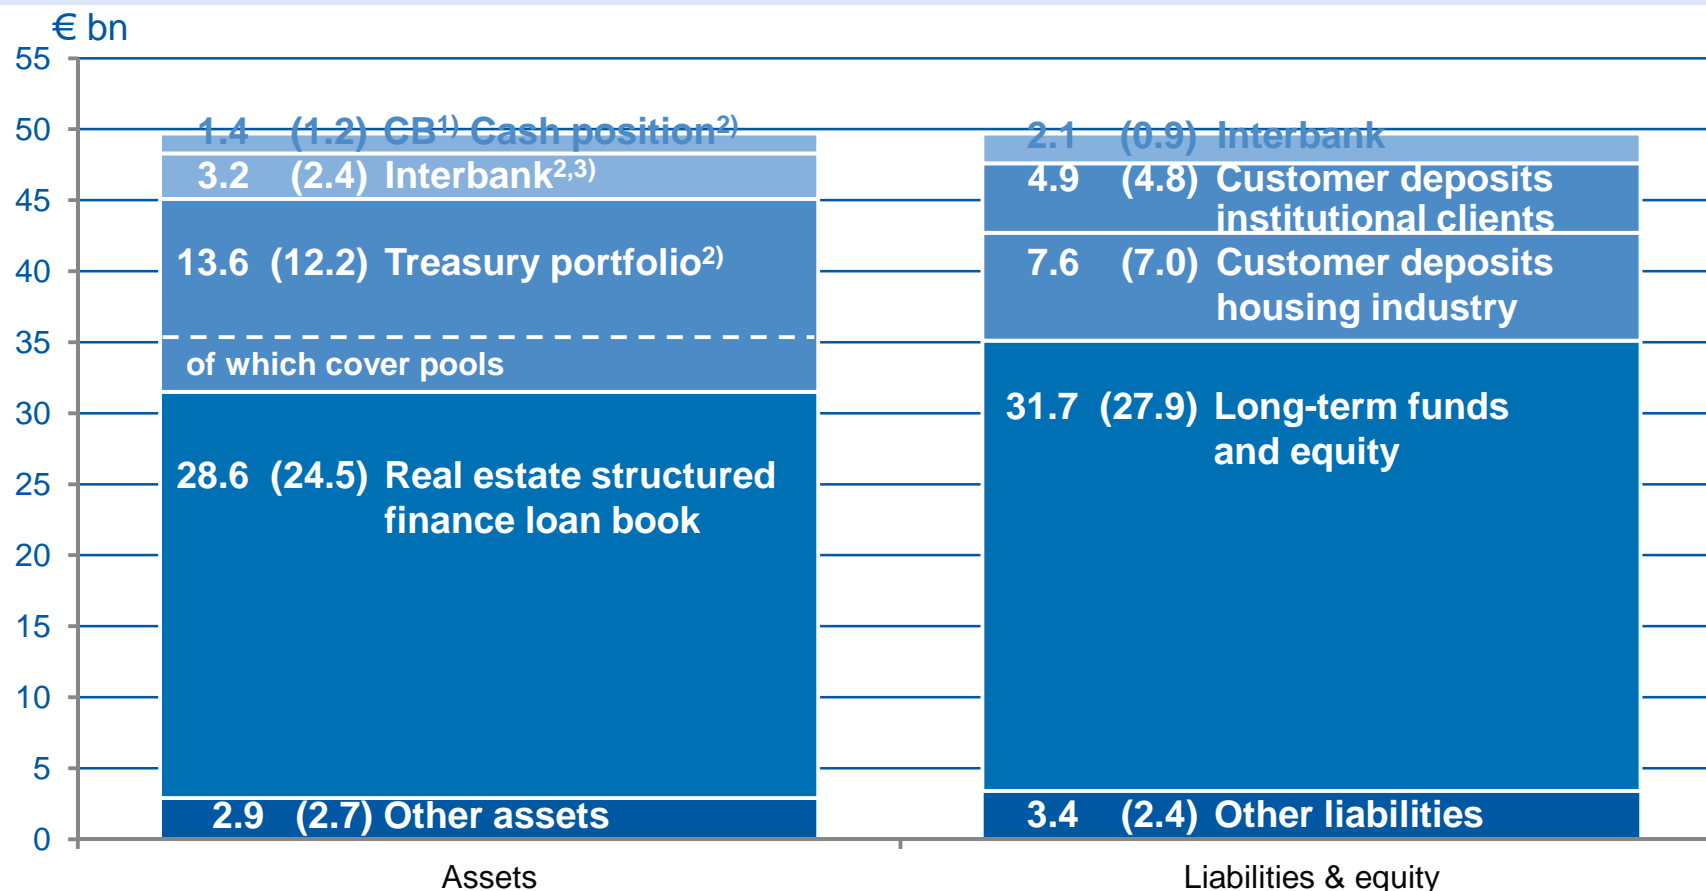 € bn
55
50
45
40
35
30
25
20
15
10
5
0
1.4 (1.2) CB1) Cash position2)
3.2 (2.4) Interbank2,3)
13.6 (12.2) Treasury portfolio2)
of which cover pools
28.6 (24.5) Real estate structured
finance loan book
2.9 (2.7) Other assets
2.1 (0.9) Interbank
4.9 (4.8) Customer deposits
institutional clients
7.6 (7.0) Customer deposits
housing industry
31.7 (27.9) Long-term funds
and equity
3.4 (2.4) Other liabilities
Assets
Liabilities & equity